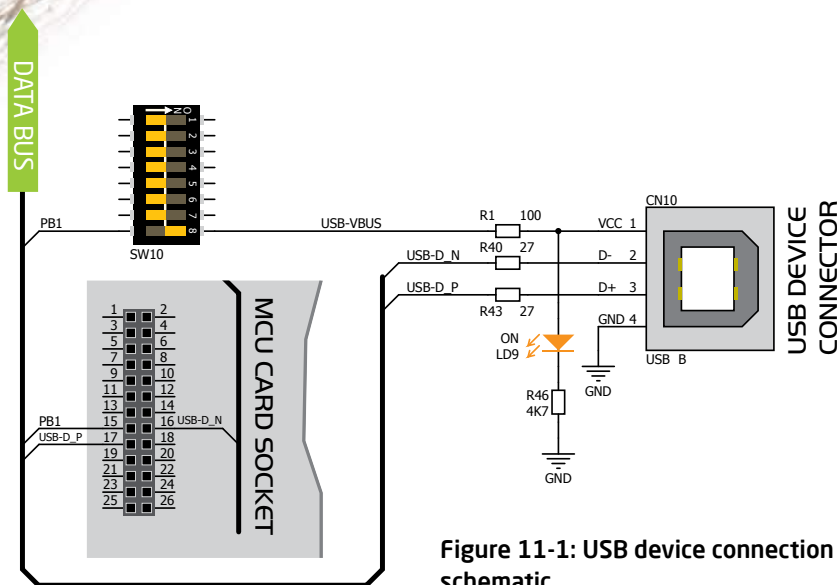 DATA BUS
O N
1
2
3
4
5
6
7
8
SW10
PB1
USB-VBUS
R1 100
R40 27
USB-D_N
USB-D_P
R43 27
VCC 1
D- 2
D+ 3
GND 4
CN10
USB B
USB DEVICE
CONNECTOR
ON
LD9
R46
4K7
GND
GND
MCU CARD SOCKET
1 2
3 4
5 6
7 8
9 10
11 12
13 14
PB1 15 16 USB-D_N
USB-D_P 17 18
19 20
21 22
23 24
25 26
Figure 11-1: USB device connection
schematic